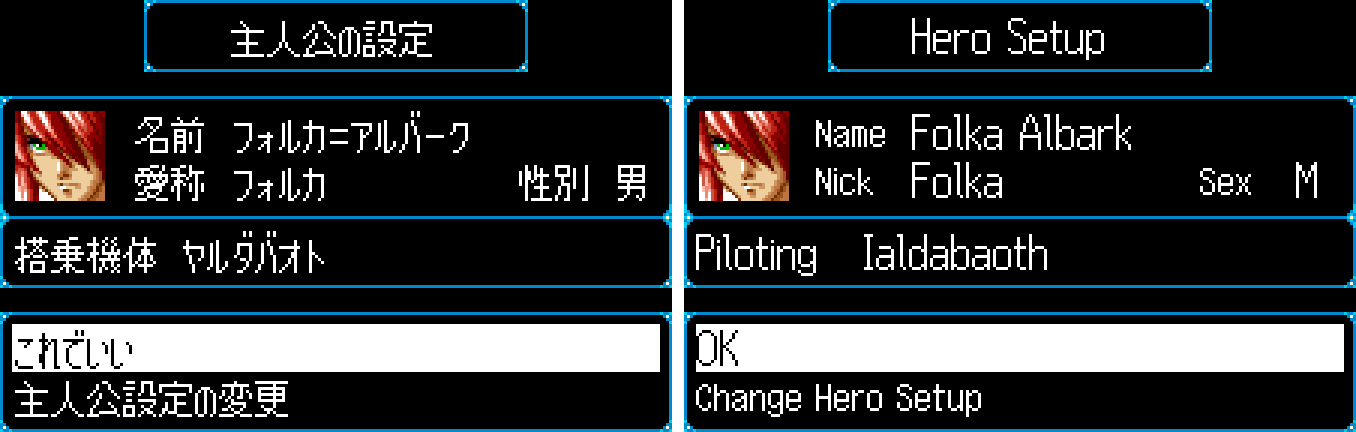 主人公の設定
名前 フォルカ=アルバーク
愛称 フォルカ 性別 男
搭乗機体 ヤルダバオト
これでいい
主人公設定の変更
Hero Setup
Name Folka Albark
Nick Folka Sex M
Piloting Ialdabaoth
OK
Change Hero Setup